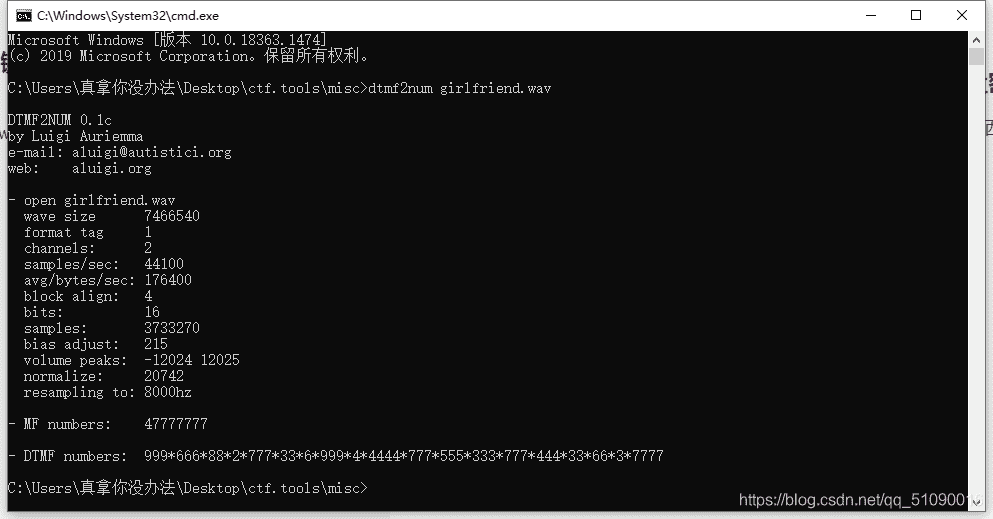 C:\Windows\System32\cmd.exe
Microsoft Windows [版本 10.0.18363.1474]
(c) 2019 Microsoft Corporation。保留所有权利。
C:\Users\真拿你没办法\Desktop\ctf.tools\misc>dtmf2num girlfriend.wav
DTMF2NUM 0.1c
by Luigi Auriemma
e-mail: aluigi@autistici.org
web:    aluigi.org
- open girlfriend.wav
  wave size      7466540
  format tag     1
  channels:      2
  samples/sec:   44100
  avg/bytes/sec: 176400
  block align:   4
  bits:          16
  samples:       3733270
  bias adjust:   215
  volume peaks:  -12024 12025
  normalize:     20742
  resampling to: 8000hz
- MF numbers:    47777777
- DTMF numbers:  999*666*88*2*777*33*6*999*4*4444*777*555*333*777*444*33*66*3*7777
C:\Users\真拿你没办法\Desktop\ctf.tools\misc>